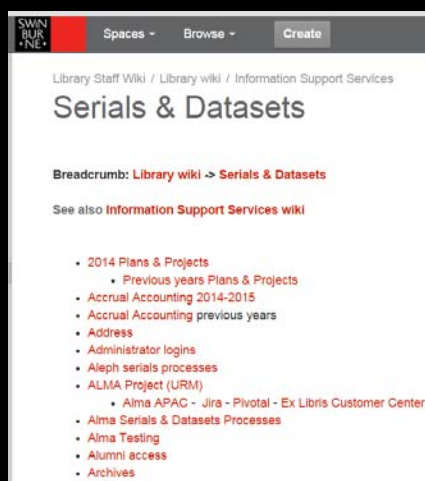 SWIN
BUR
•NE•
Spaces Browse Create
Library Staff Wiki / Library wiki / Information Support Services
Serials & Datasets
Breadcrumb: Library wiki -> Serials & Datasets
See also Information Support Services wiki
• 2014 Plans & Projects
• Previous years Plans & Projects
• Accrual Accounting 2014-2015
• Accrual Accounting previous years
• Address
• Administrator logins
• Aleph serials processes
• ALMA Project (URM)
• Alma APAC - Jira - Pivotal - Ex Libris Customer Center
• Alma Serials & Datasets Processes
• Alma Testing
• Alumni access
• Archives